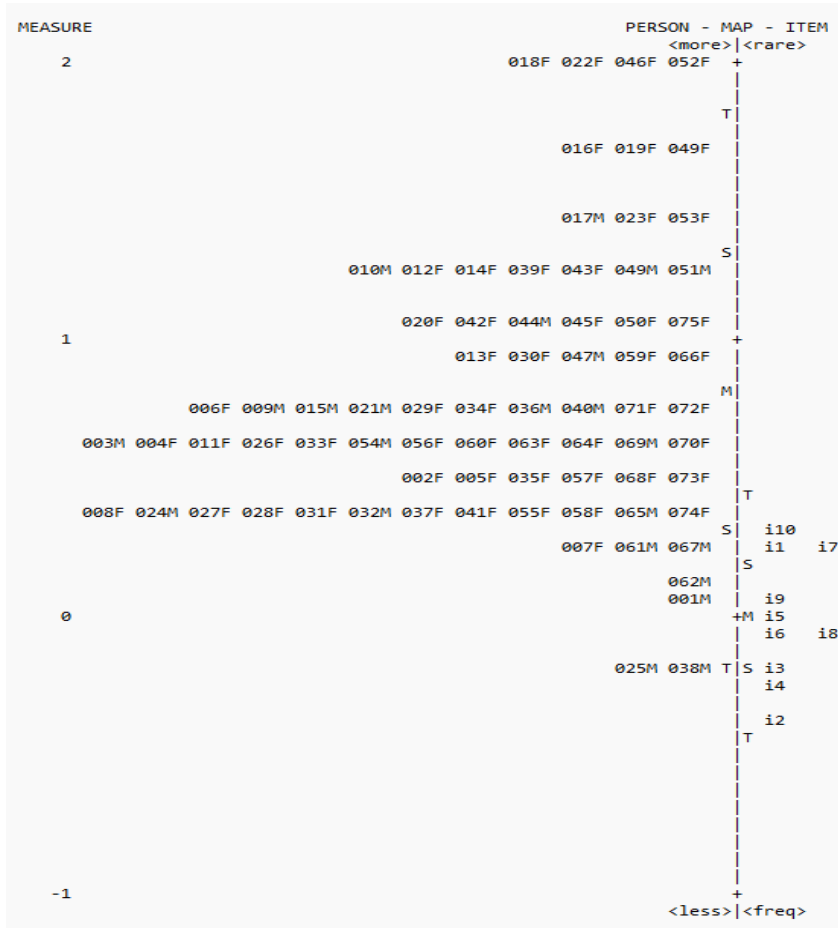 MEASURE PERSON - MAP - ITEM
<more>|<rare>
2 018F 022F 046F 052F +
|
|
T|
|
016F 019F 049F |
|
|
|
017M 023F 053F |
|
S|
010M 012F 014F 039F 043F 049M 051M |
|
|
020F 042F 044M 045F 050F 075F |
1 +
013F 030F 047M 059F 066F |
|
M|
006F 009M 015M 021M 029F 034F 036M 040M 071F 072F |
|
003M 004F 011F 026F 033F 054M 056F 060F 063F 064F 069M 070F |
|
002F 005F 035F 057F 068F 073F |
|T
008F 024M 027F 028F 031F 032M 037F 041F 055F 058F 065M 074F |
S| i10
007F 061M 067M | i1 i7
|S
062M |
001M | i9
0 +M i5
| i6 i8
|
025M 038M T|S i3
| i4
|
| i2
|T
|
|
|
|
|
|
|
|
-1 +
<less>|<freq>